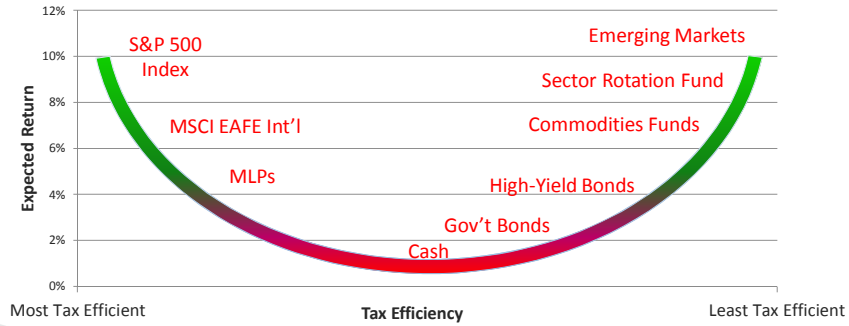 12%
10%
8%
6%
4%
2%
0%
Expected Return
S&P 500
Index
MSCI EAFE Int'l
MLPs
Cash
Gov't Bonds
High-Yield Bonds
Commodities Funds
Sector Rotation Fund
Emerging Markets
Most Tax Efficient
Tax Efficiency
Least Tax Efficient